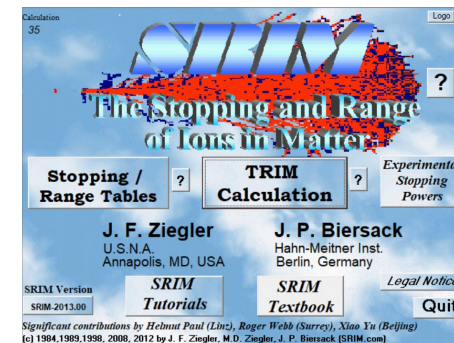 Calculation
35
Logo
SRIM
?
The Stopping and Range
of Ions in Matter
Stopping /
Range Tables
?
TRIM
Calculation
?
Experimenta
Stopping
Powers
J. F. Ziegler
U.S.N.A.
Annapolis, MD, USA
J. P. Biersack
Hahn-Meitner Inst.
Berlin, Germany
SRIM Version
SRIM-2013.00
SRIM
Tutorials
SRIM
Textbook
Legal Notice
Quit
Significant contributions by Helmut Paul (Linz), Roger Webb (Surrey), Xiao Yu (Beijing)
(c) 1984,1989,1998, 2008, 2012 by J. F. Ziegler, M.D. Ziegler, J. P. Biersack (SRIM.com)